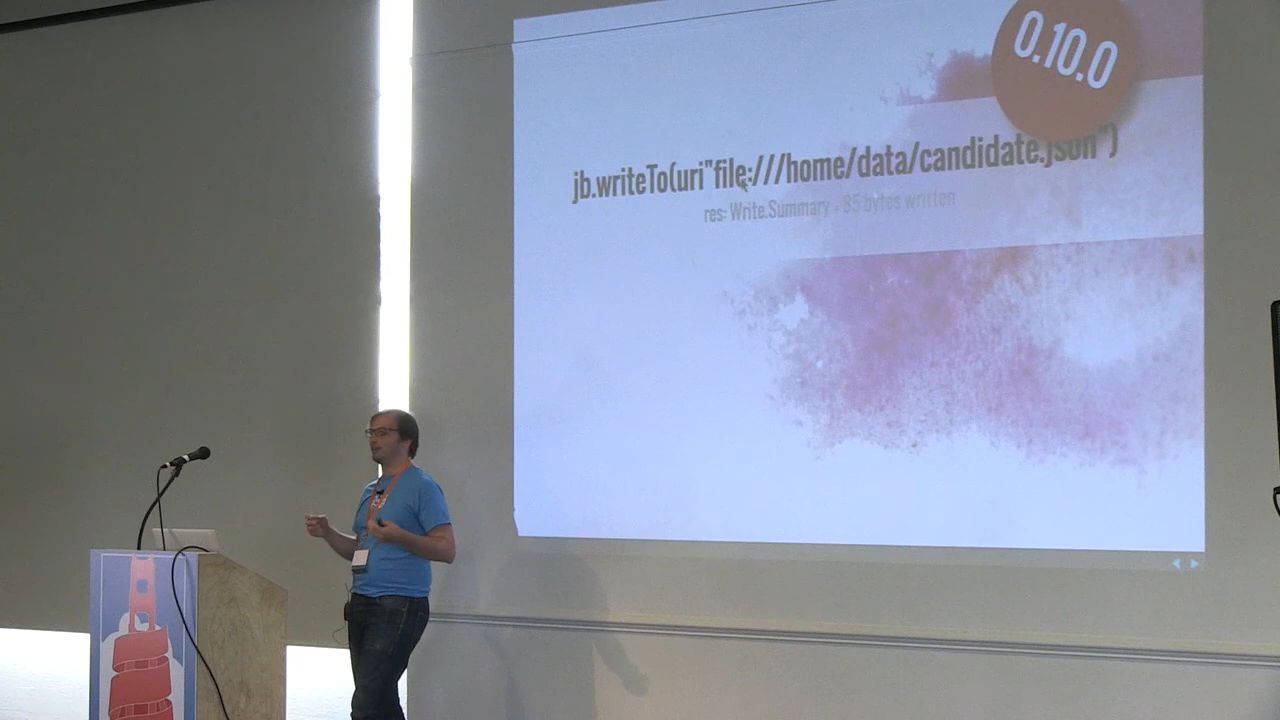 0.10.0
jb.writeTo(uri"file:///home/data/candidate.json")
res: Write.Summary - 85 bytes written